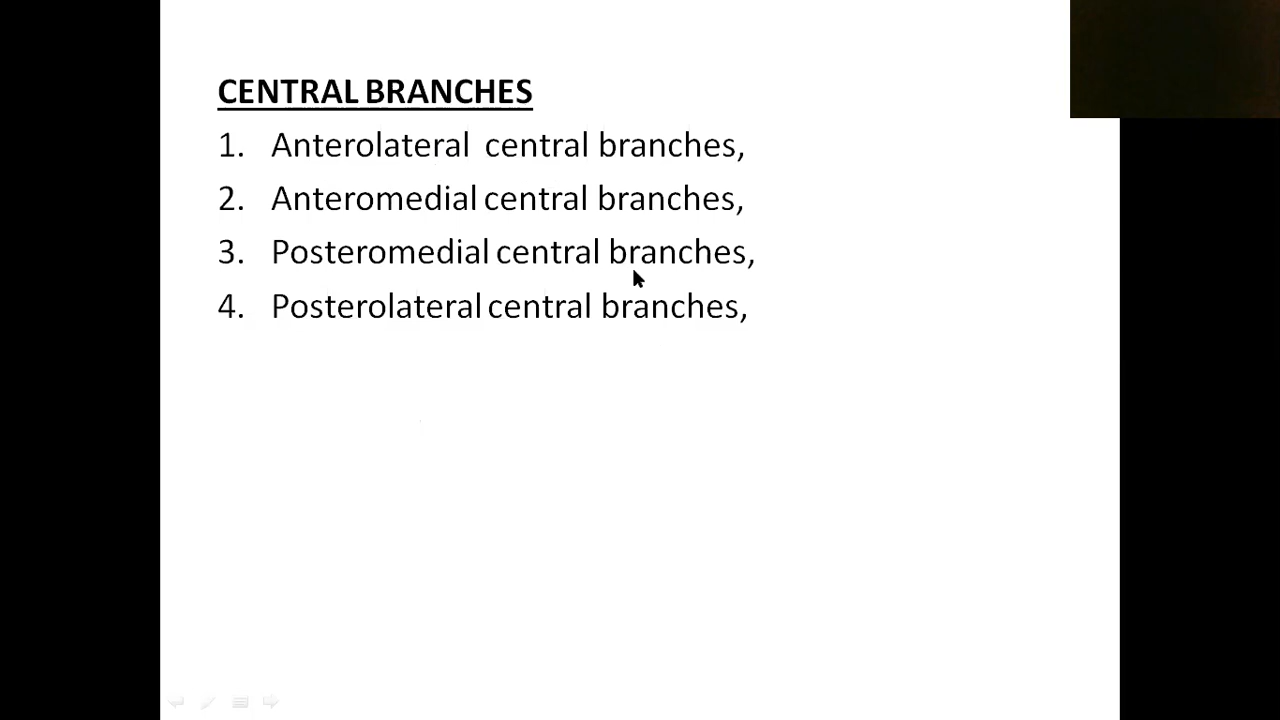 CENTRAL BRANCHES
1. Anterolateral central branches,
2. Anteromedial central branches,
3. Posteromedial central branches,
4. Posterolateral central branches,